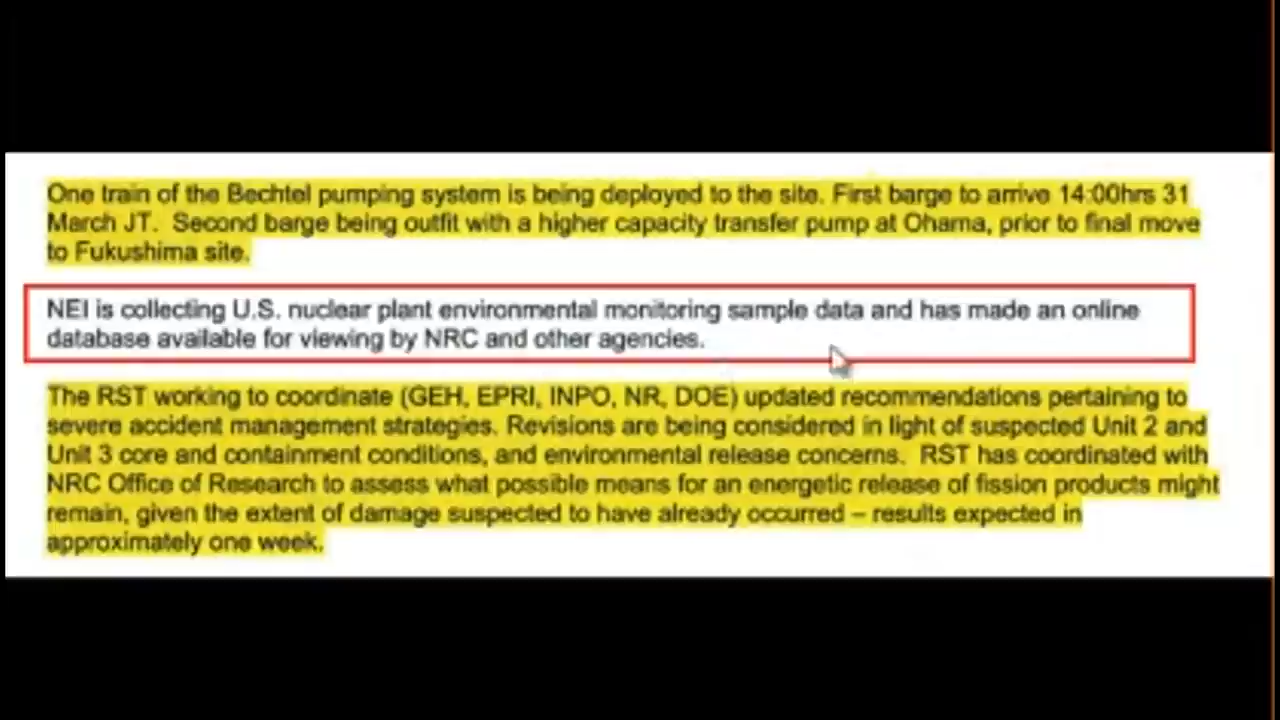 One train of the Bechtel pumping system is being deployed to the site. First barge to arrive 14:00hrs 31
March JT.  Second barge being outfit with a higher capacity transfer pump at Ohama, prior to final move
to Fukushima site.
NEI is collecting U.S. nuclear plant environmental monitoring sample data and has made an online
database available for viewing by NRC and other agencies.
The RST working to coordinate (GEH, EPRI, INPO, NR, DOE) updated recommendations pertaining to
severe accident management strategies. Revisions are being considered in light of suspected Unit 2 and
Unit 3 core and containment conditions, and environmental release concerns.  RST has coordinated with
NRC Office of Research to assess what possible means for an energetic release of fission products might
remain, given the extent of damage suspected to have already occurred – results expected in
approximately one week.